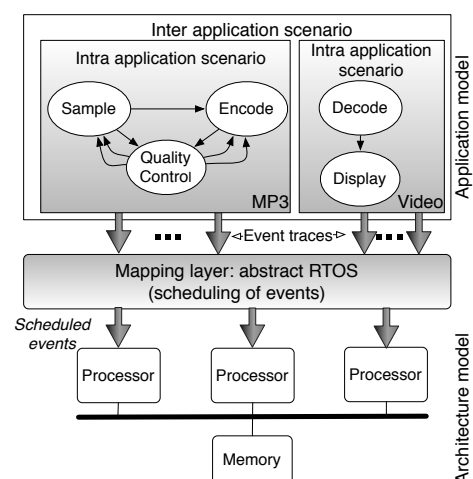 Inter application scenario
Intra application scenario
Sample
Encode
Quality
Control
MP3
Intra application
scenario
Decode
Display
Video
Application model
Event traces
Mapping layer: abstract RTOS
(scheduling of events)
Scheduled
events
Processor
Processor
Processor
Memory
Architecture model